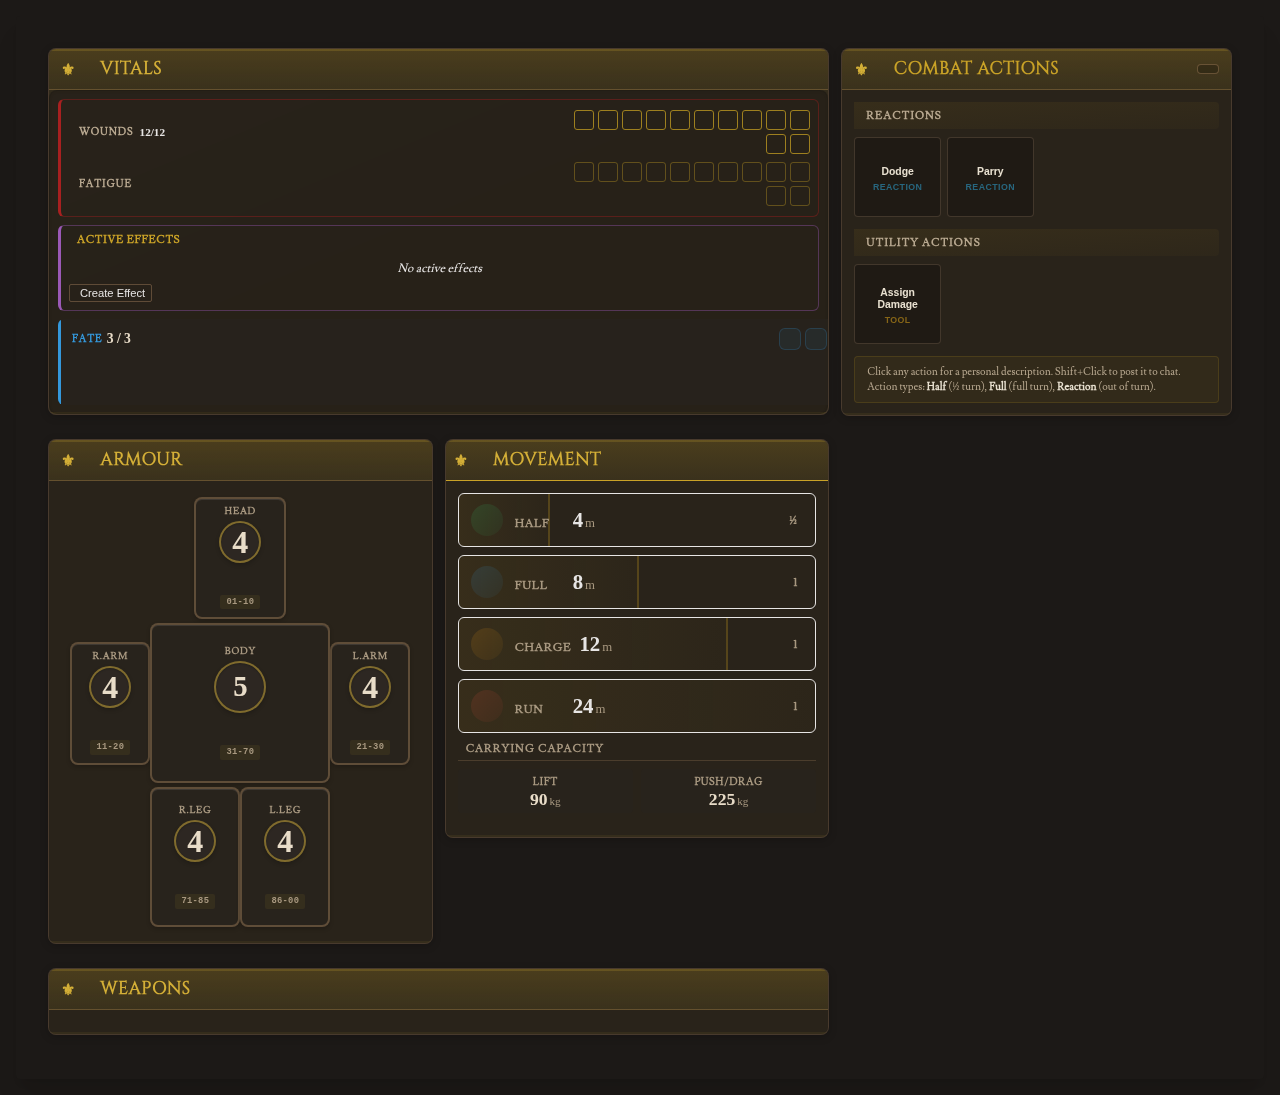 VITALS
WOUNDS 12/12
FATIGUE
ACTIVE EFFECTS
No active effects
Create Effect
FATE 3 / 3
COMBAT ACTIONS
REACTIONS
Dodge
REACTION
Parry
REACTION
UTILITY ACTIONS
Assign
Damage
TOOL
Click any action for a personal description. Shift+Click to post it to chat.
Action types: Half (½ turn), Full (full turn), Reaction (out of turn).
ARMOUR
HEAD
4
01-10
R.ARM
4
11-20
BODY
5
31-70
L.ARM
4
21-30
R.LEG
4
71-85
L.LEG
4
86-00
MOVEMENT
HALF 4 m ½
FULL 8 m 1
CHARGE 12 m 1
RUN 24 m 1
CARRYING CAPACITY
LIFT
90 kg
PUSH/DRAG
225 kg
WEAPONS